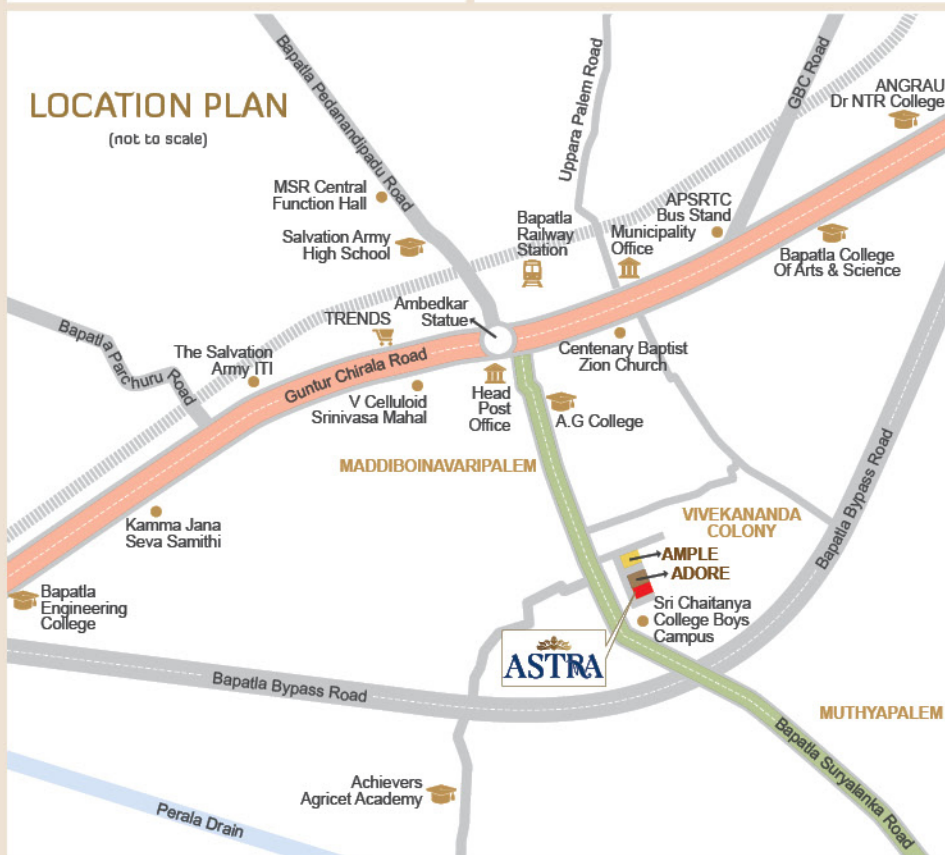 LOCATION PLAN
(not to scale)
Bapatla Pedanandipadu Road
Uppara Palem Road
GBC Road
ANGRAU
Dr NTR College
MSR Central
Function Hall
Salvation Army
High School
Bapatla
Railway
Station
APSRTC
Bus Stand
Municipality
Office
Bapatla College
Of Arts & Science
Ambedkar
Statue
TRENDS
Bapatla Parchuru Road
The Salvation
Army ITI
Guntur Chirala Road
V Celluloid
Srinivasa Mahal
Head
Post
Office
Centenary Baptist
Zion Church
A.G College
MADDIBOINAVARIPALEM
Kamma Jana
Seva Samithi
VIVEKANANDA
COLONY
Bapatla Bypass Road
AMPLE
ADORE
Bapatla
Engineering
College
Sri Chaitanya
College Boys
Campus
ASTRA
Bapatla Bypass Road
MUTHYAPALEM
Bapatla Suryalanka Road
Achievers
Agricet Academy
Perala Drain